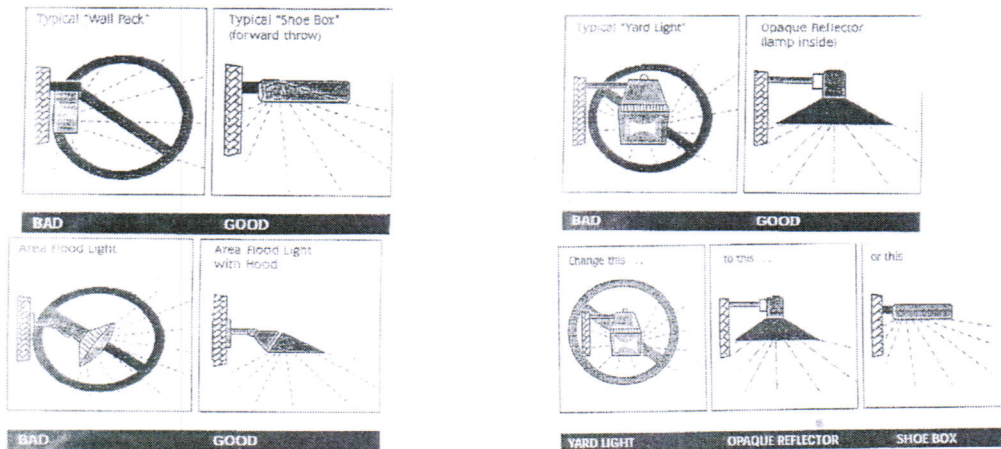 Typical "Wall Pack"
Typical "Shoe Box"
(forward throw)
BAD
GOOD
Typical "Yard Light"
Opaque Reflector
(lamp inside)
BAD
GOOD
Area Flood Light
Area Flood Light
with Hood
BAD
GOOD
Change this . . .
to this . . .
or this
YARD LIGHT
OPAQUE REFLECTOR
SHOE BOX